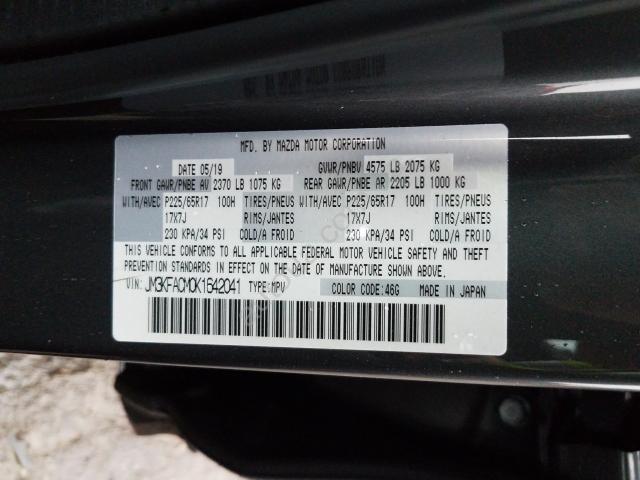 MFD. BY MAZDA MOTOR CORPORATION
DATE 05/19 GVWR/PNBV 4575 LB 2075 KG
FRONT GAWR/PNBE AV 2370 LB 1075 KG REAR GAWR/PNBE AR 2205 LB 1000 KG
WITH/AVEC P225/65R17 100H TIRES/PNEUS WITH/AVEC P225/65R17 100H TIRES/PNEUS
17X7J RIMS/JANTES 17X7J RIMS/JANTES
230 KPA/34 PSI COLD/A FROID 230 KPA/34 PSI COLD/A FROID
THIS VEHICLE CONFORMS TO ALL APPLICABLE FEDERAL MOTOR VEHICLE SAFETY AND THEFT
PREVENTION STANDARDS IN EFFECT ON THE DATE OF MANUFACTURE SHOWN ABOVE.
VIN: JM3KFACM0K1642041 TYPE:MPV COLOR CODE:46G MADE IN JAPAN